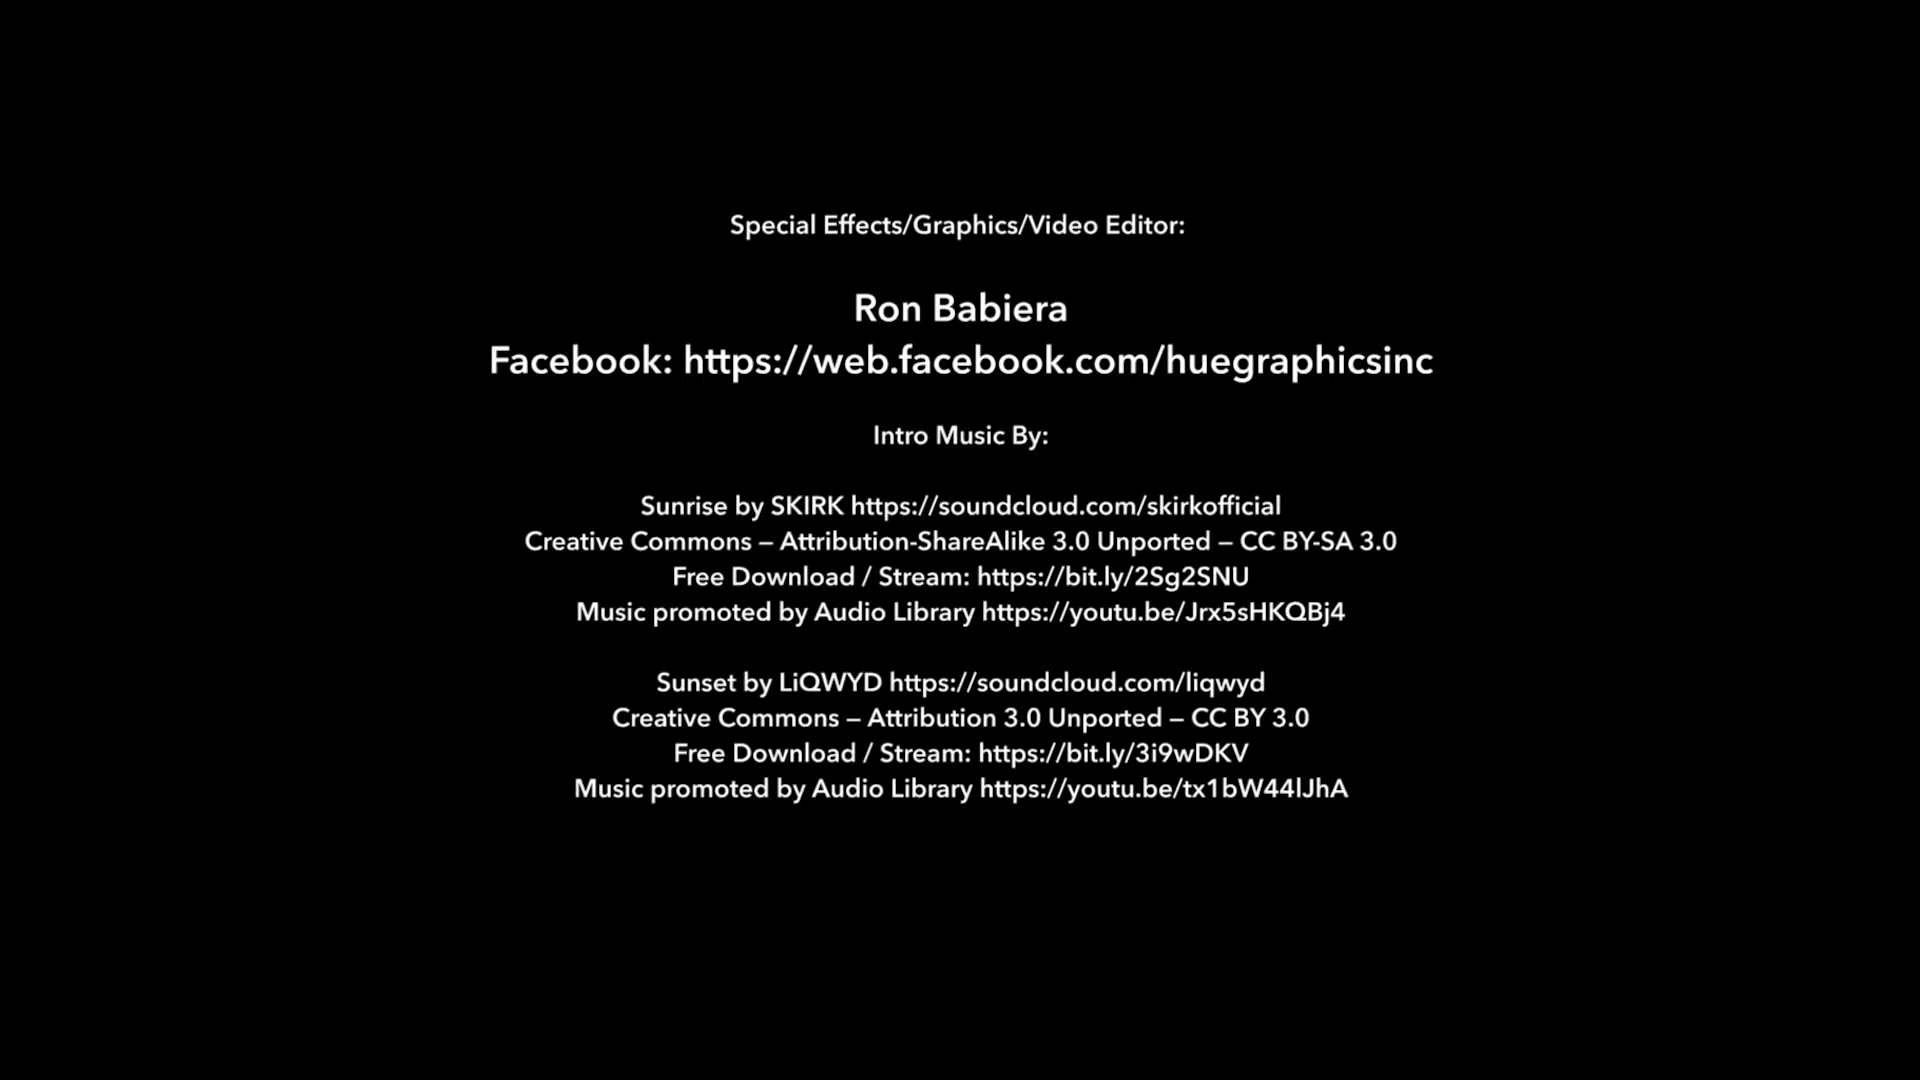 Special Effects/Graphics/Video Editor:
Ron Babiera
Facebook: https://web.facebook.com/huegraphicsinc
Intro Music By:
Sunrise by SKIRK https://soundcloud.com/skirkofficial
Creative Commons – Attribution-ShareAlike 3.0 Unported – CC BY-SA 3.0
Free Download / Stream: https://bit.ly/2Sg2SNU
Music promoted by Audio Library https://youtu.be/Jrx5sHKQBj4
Sunset by LiQWYD https://soundcloud.com/liqwyd
Creative Commons – Attribution 3.0 Unported – CC BY 3.0
Free Download / Stream: https://bit.ly/3i9wDKV
Music promoted by Audio Library https://youtu.be/tx1bW44lJhA